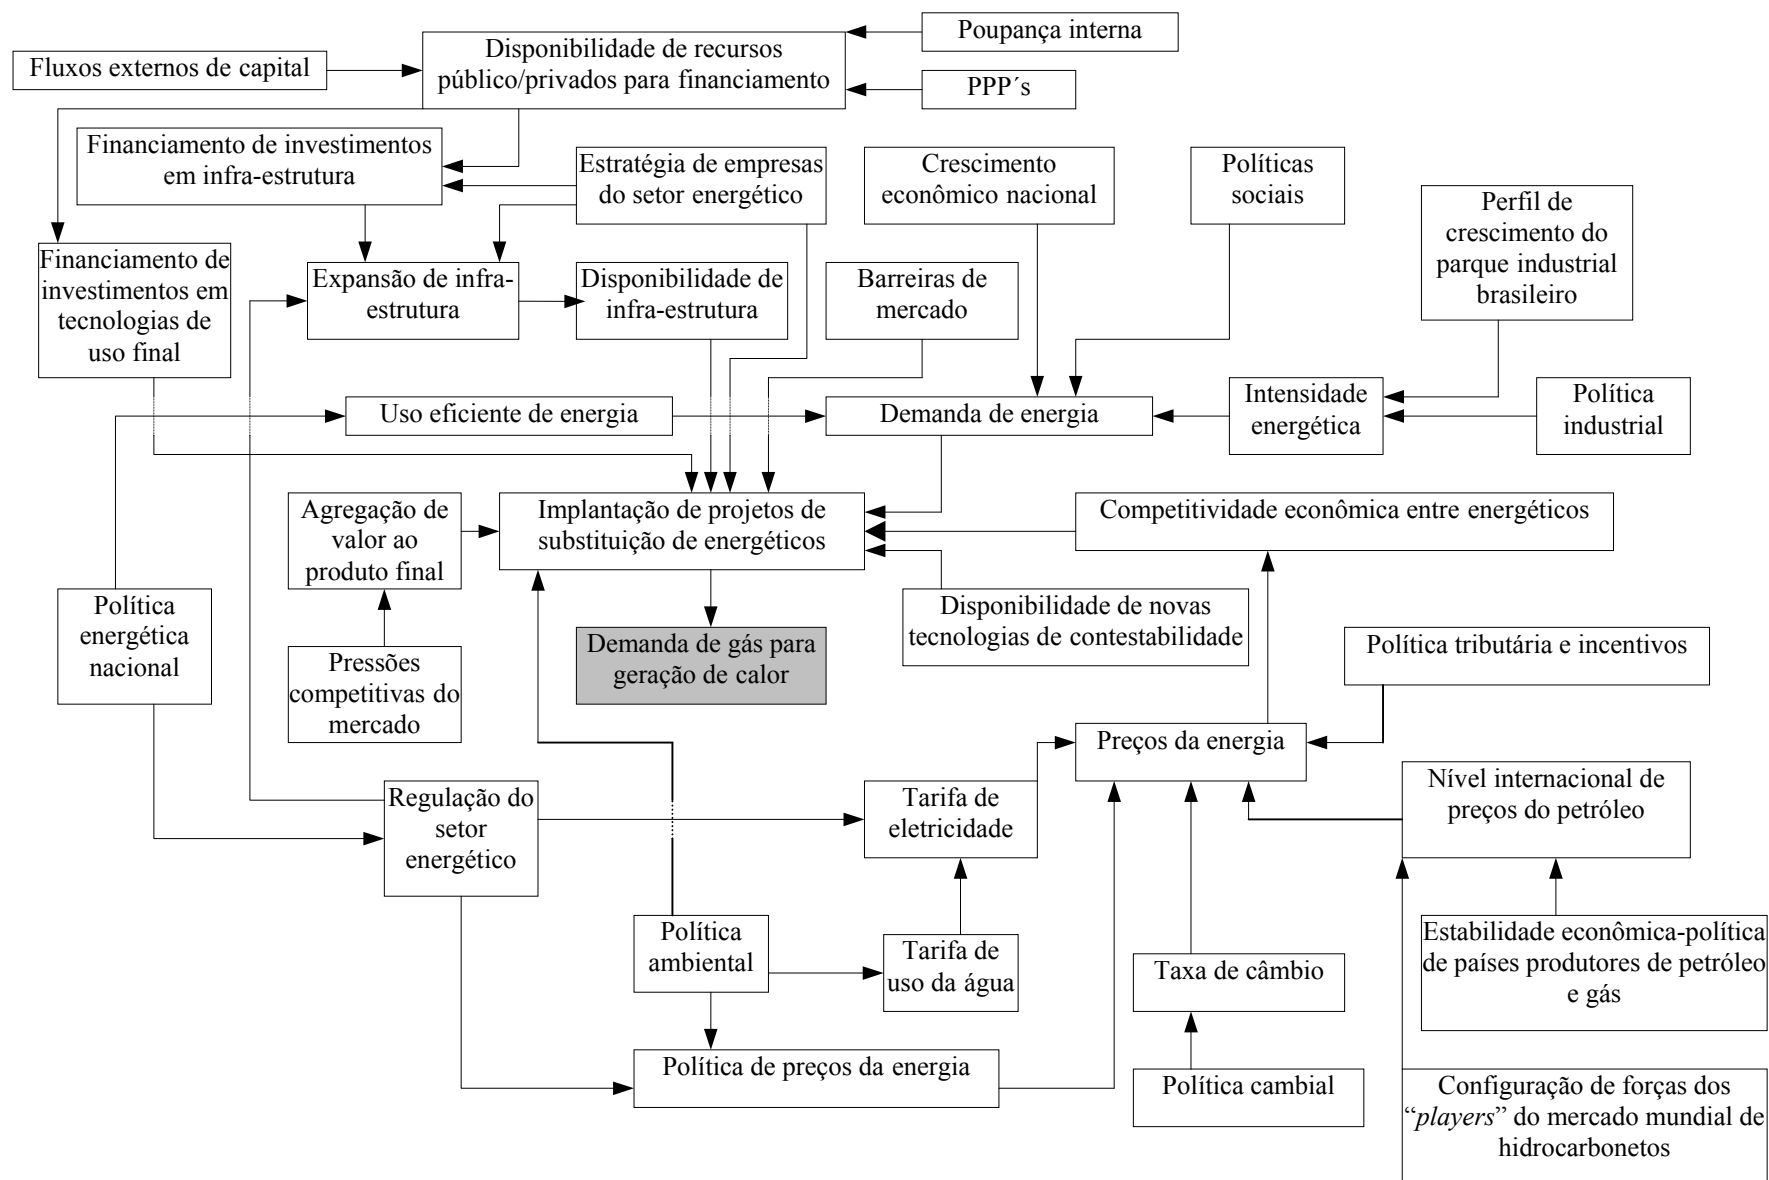 Poupança interna
Disponibilidade de recursos
público/privados para financiamento
Fluxos externos de capital
PPP´s
Financiamento de investimentos
em infra-estrutura
Estratégia de empresas
do setor energético
Crescimento
econômico nacional
Políticas
sociais
Perfil de
crescimento do
parque industrial
brasileiro
Financiamento de
investimentos em
tecnologias de
uso final
Expansão de infra-
estrutura
Disponibilidade de
infra-estrutura
Barreiras de
mercado
Uso eficiente de energia
Demanda de energia
Intensidade
energética
Política
industrial
Agregação de
valor ao
produto final
Implantação de projetos de
substituição de energéticos
Competitividade econômica entre energéticos
Política
energética
nacional
Disponibilidade de novas
tecnologias de contestabilidade
Demanda de gás para
geração de calor
Pressões
competitivas do
mercado
Política tributária e incentivos
Preços da energia
Nível internacional de
preços do petróleo
Regulação do
setor
energético
Tarifa de
eletricidade
Política
ambiental
Tarifa de
uso da água
Taxa de câmbio
Estabilidade econômica-política
de países produtores de petróleo
e gás
Política de preços da energia
Política cambial
Configuração de forças dos
“players” do mercado mundial de
hidrocarbonetos